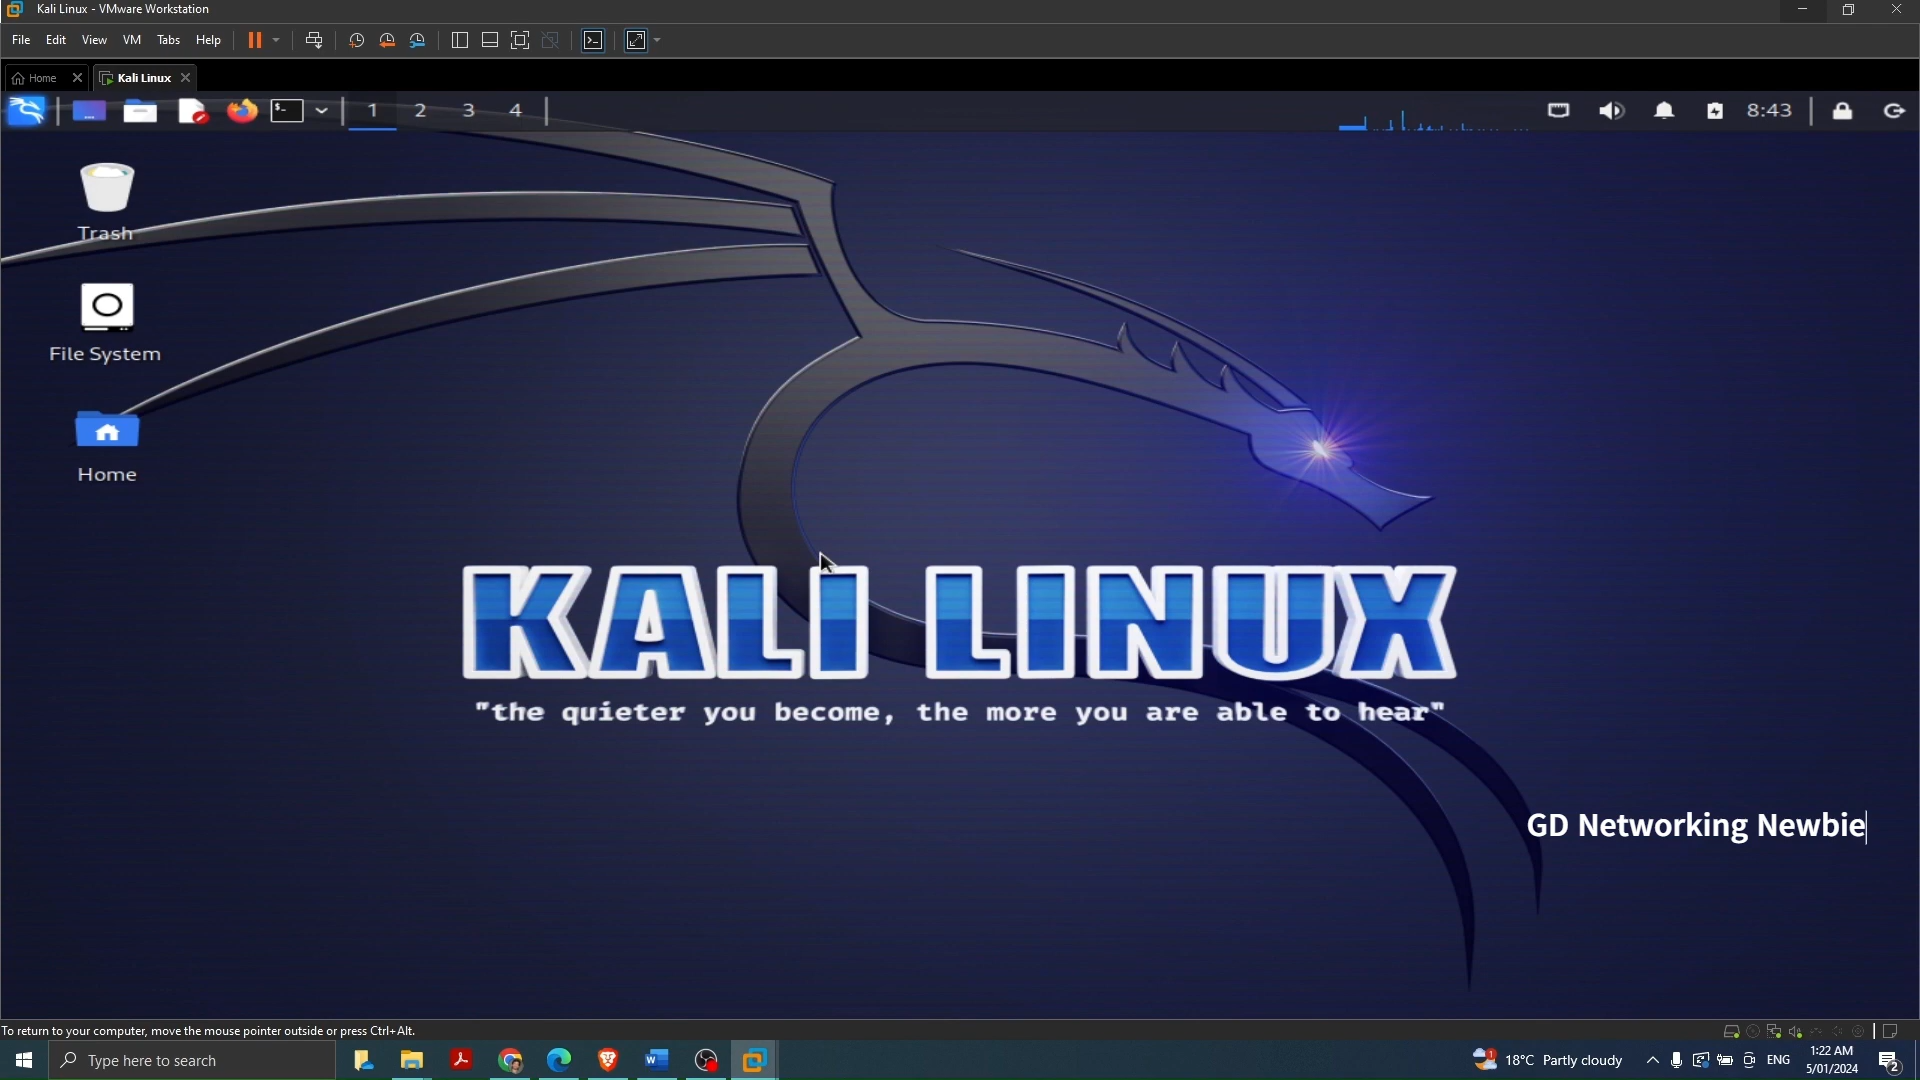 Kali Linux - VMware Workstation
File Edit View VM Tabs Help
Home Kali Linux
1 2 3 4 8:43
Trash
File System
Home
KALI LINUX
"the quieter you become, the more you are able to hear"
GD Networking Newbie
To return to your computer, move the mouse pointer outside or press Ctrl+Alt.
Type here to search 18°C Partly cloudy ENG 1:22 AM
5/01/2024 2